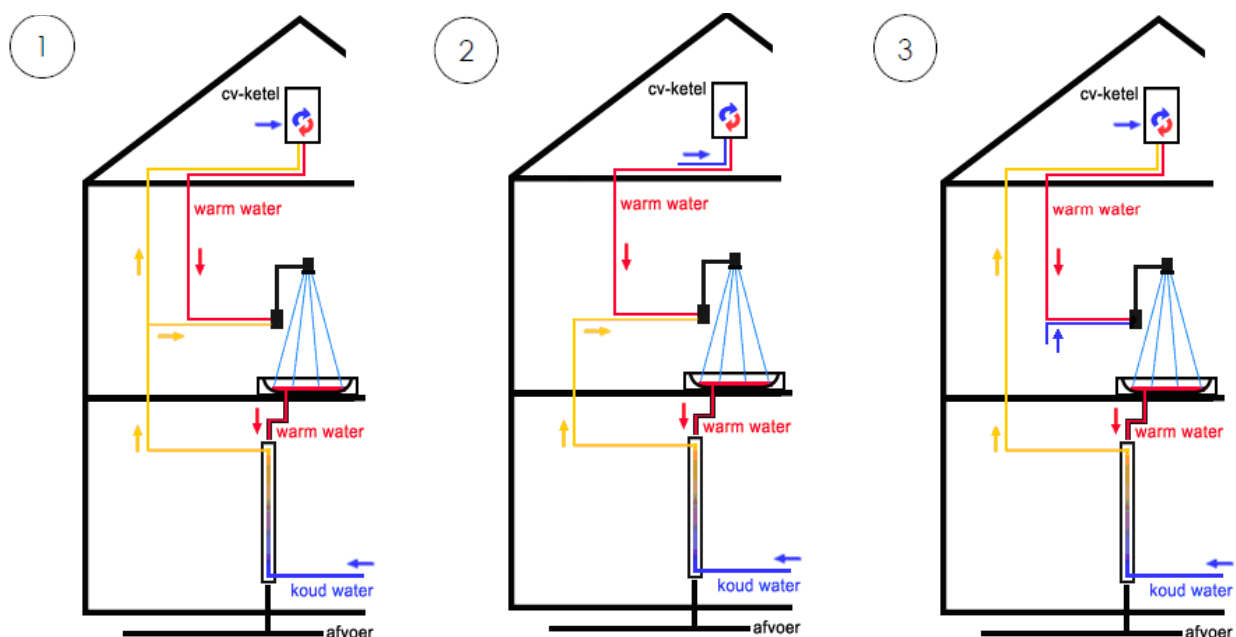 1
cv-ketel
warm water
warm water
koud water
afvoer
2
cv-ketel
warm water
warm water
koud water
afvoer
3
cv-ketel
warm water
warm water
koud water
afvoer